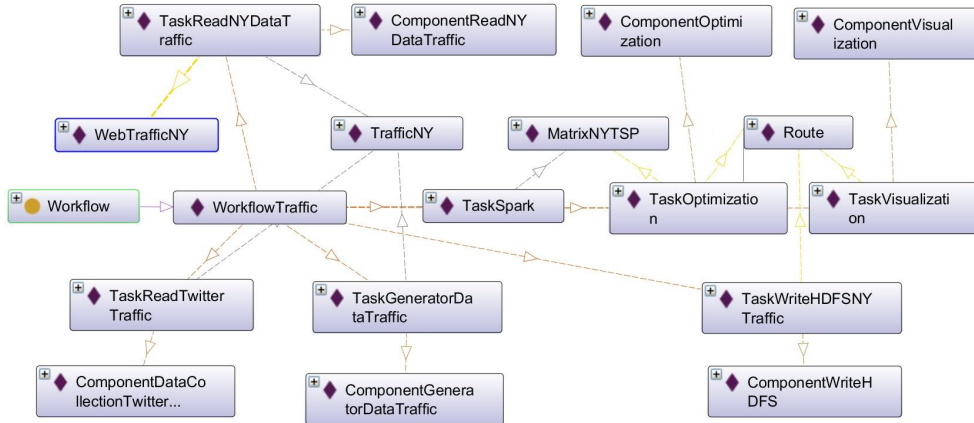 TaskReadNYDataT
raffic
ComponentReadNY
DataTraffic
ComponentOptimi
zation
ComponentVisual
ization
WebTrafficNY
TrafficNY
MatrixNYTSP
Route
Workflow
WorkflowTraffic
TaskSpark
TaskOptimizatio
n
TaskVisualizati
on
TaskReadTwitter
Traffic
TaskGeneratorDa
taTraffic
TaskWriteHDFSNY
Traffic
ComponentDataCo
llectionTwitter...
ComponentGenera
torDataTraffic
ComponentWriteH
DFS